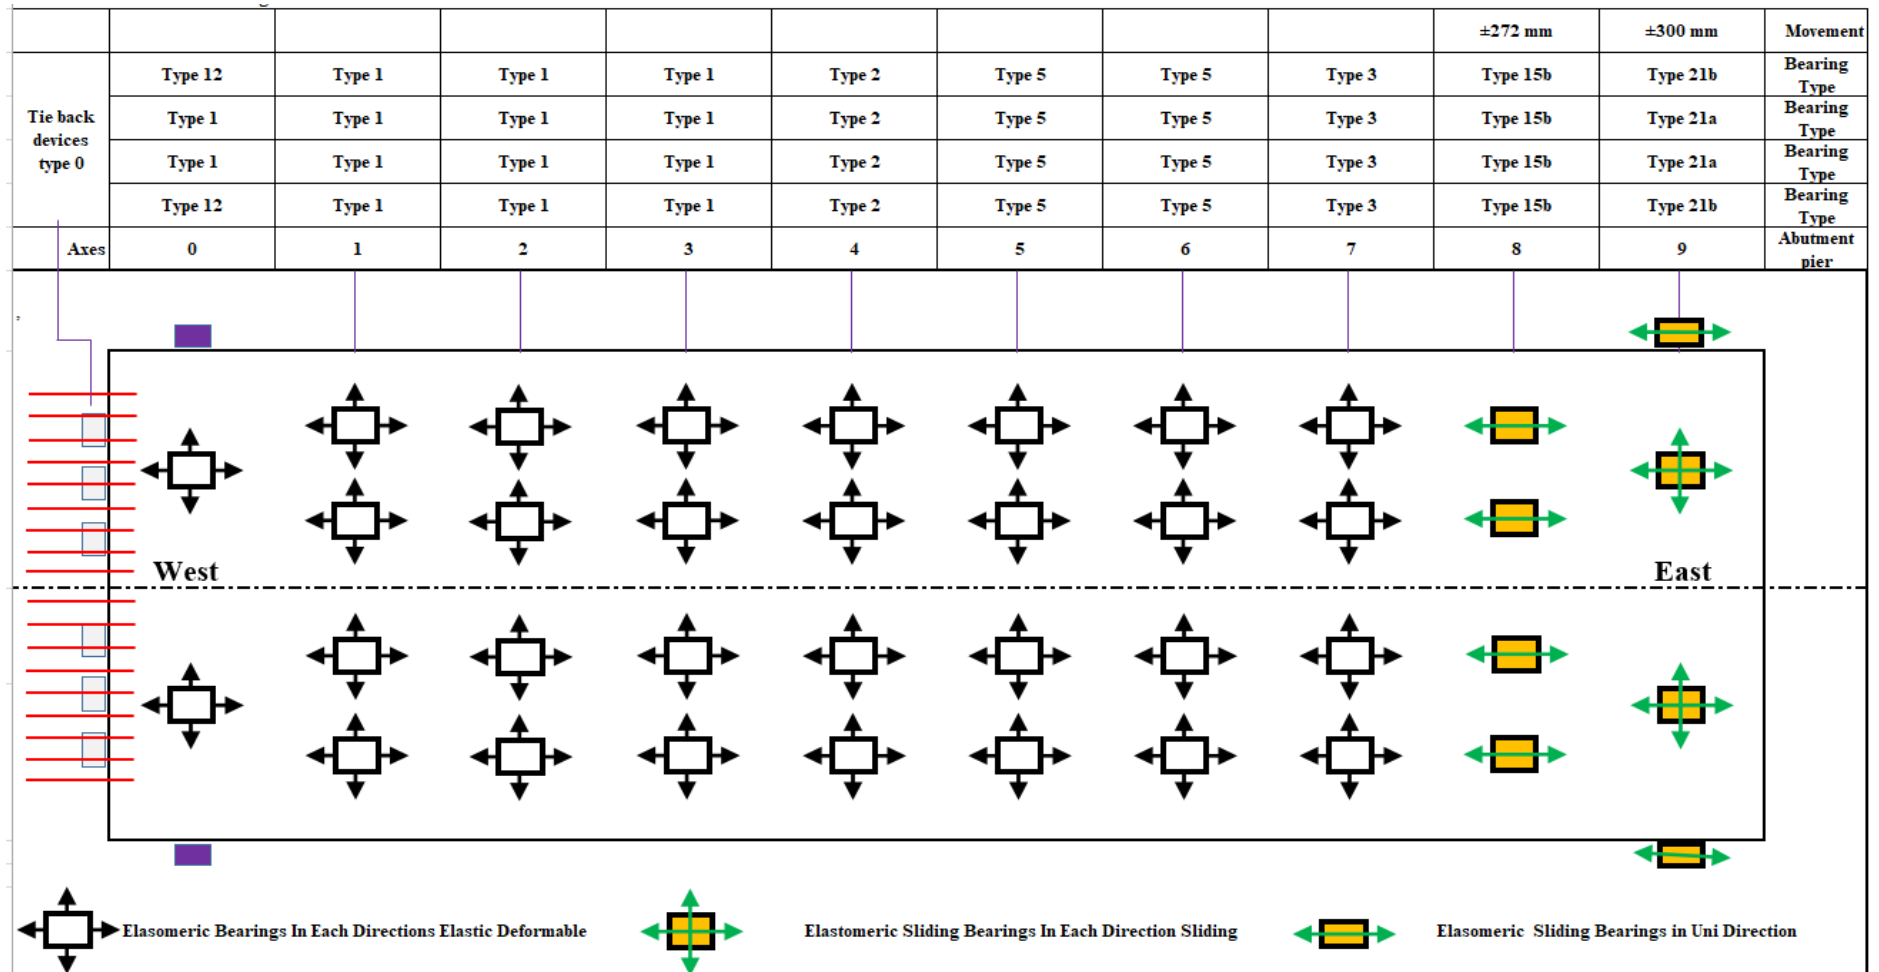 ±272 mm ±300 mm Movement
Type 12 Type 1 Type 1 Type 1 Type 2 Type 5 Type 5 Type 3 Type 15b Type 21b Bearing Type
Tie back devices type 0
Type 1 Type 1 Type 1 Type 1 Type 2 Type 5 Type 5 Type 3 Type 15b Type 21a Bearing Type
Type 1 Type 1 Type 1 Type 1 Type 2 Type 5 Type 5 Type 3 Type 15b Type 21a Bearing Type
Type 12 Type 1 Type 1 Type 1 Type 2 Type 5 Type 5 Type 3 Type 15b Type 21b Bearing Type
Axes 0 1 2 3 4 5 6 7 8 9 Abutment pier
,
West East
Elasomeric Bearings In Each Directions Elastic Deformable
Elastomeric Sliding Bearings In Each Direction Sliding
Elasomeric Sliding Bearings in Uni Direction